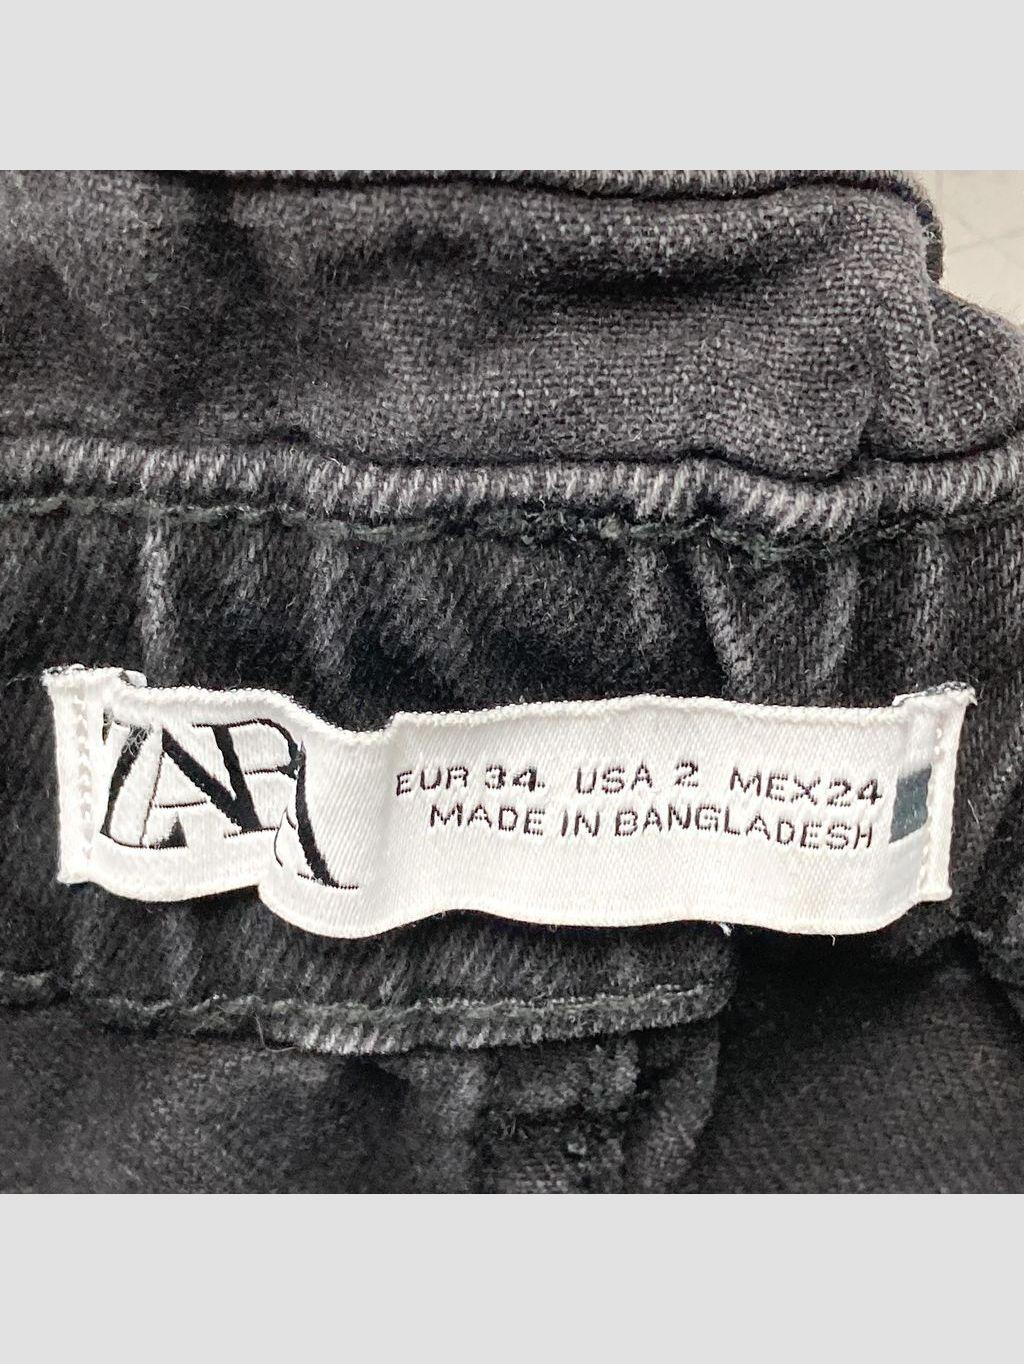 ZARA
EUR 34 USA 2 MEX 24
MADE IN BANGLADESH